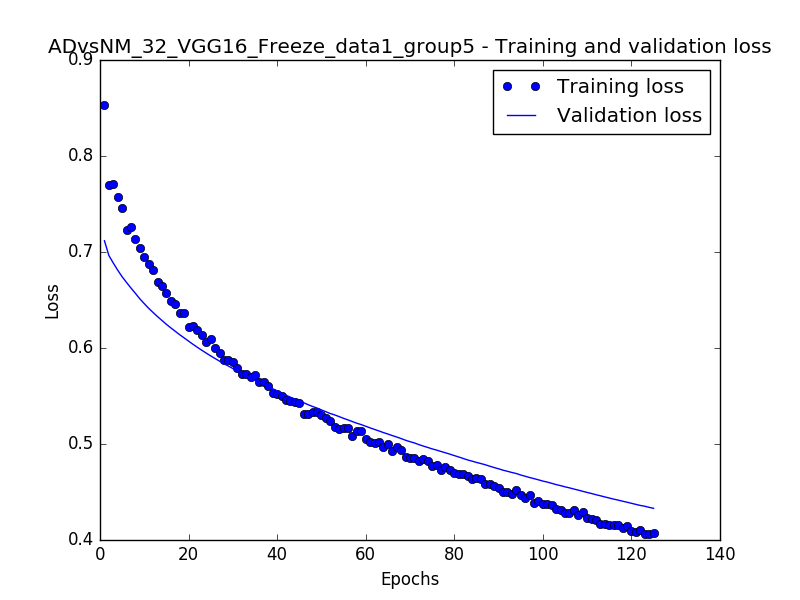 ADvsNM_32_VGG16_Freeze_data1_group5 - Training and validation loss
0.9
Training loss
Validation loss
0.8
0.7
Loss
0.6
0.5
0.4
0 20 40 60 80 100 120 140
Epochs